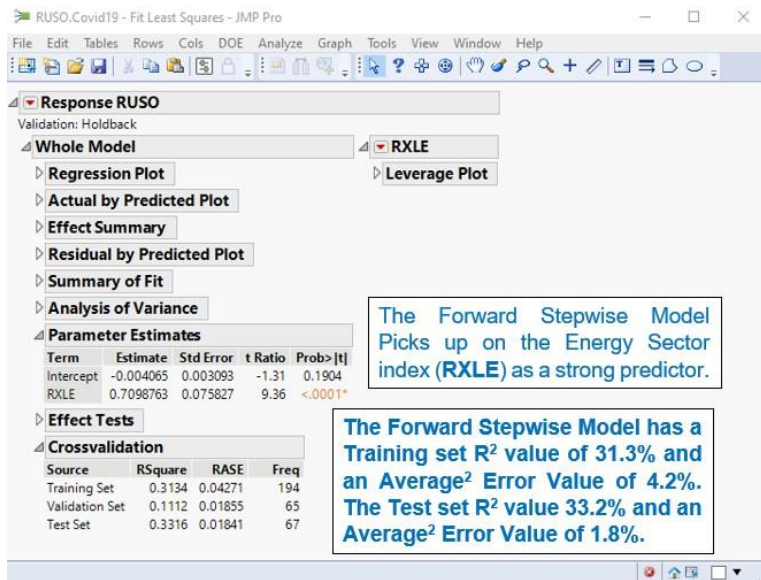 RUSO.Covid19 - Fit Least Squares - JMP Pro
File Edit Tables Rows Cols DOE Analyze Graph Tools View Window Help
Response RUSO
Validation: Holdback
Whole Model
RXLE
Regression Plot
Leverage Plot
Actual by Predicted Plot
Effect Summary
Residual by Predicted Plot
Summary of Fit
Analysis of Variance
Parameter Estimates
Term Estimate Std Error t Ratio Prob>|t|
Intercept -0.004065 0.003093 -1.31 0.1904
RXLE 0.7098763 0.075827 9.36 <.0001*
Effect Tests
Crossvalidation
Source RSquare RASE Freq
Training Set 0.3134 0.04271 194
Validation Set 0.1112 0.01855 65
Test Set 0.3316 0.01841 67
The Forward Stepwise Model
Picks up on the Energy Sector
index (RXLE) as a strong predictor.
The Forward Stepwise Model has a
Training set R² value of 31.3% and
an Average² Error Value of 4.2%.
The Test set R² value 33.2% and an
Average² Error Value of 1.8%.